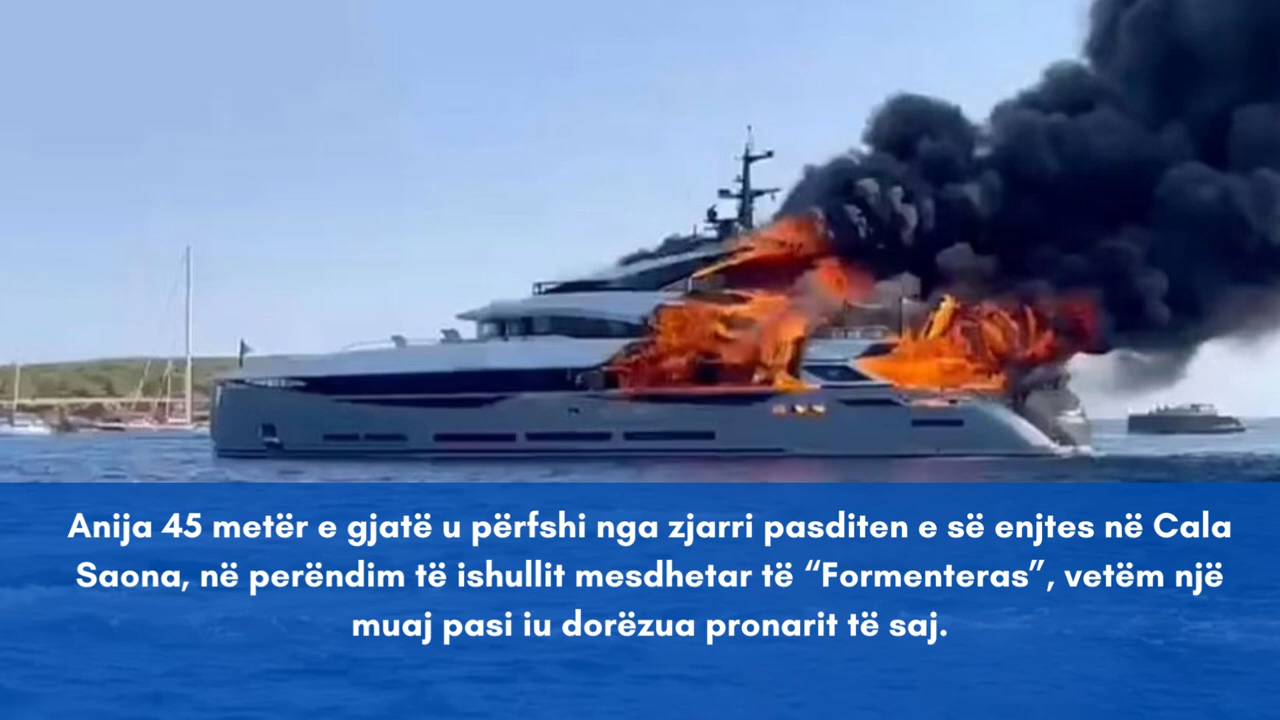 Anija 45 metër e gjatë u përfshi nga zjarri pasditen e së enjtes në Cala
Saona, në perëndim të ishullit mesdhetar të “Formenteras”, vetëm një
muaj pasi iu dorëzua pronarit të saj.